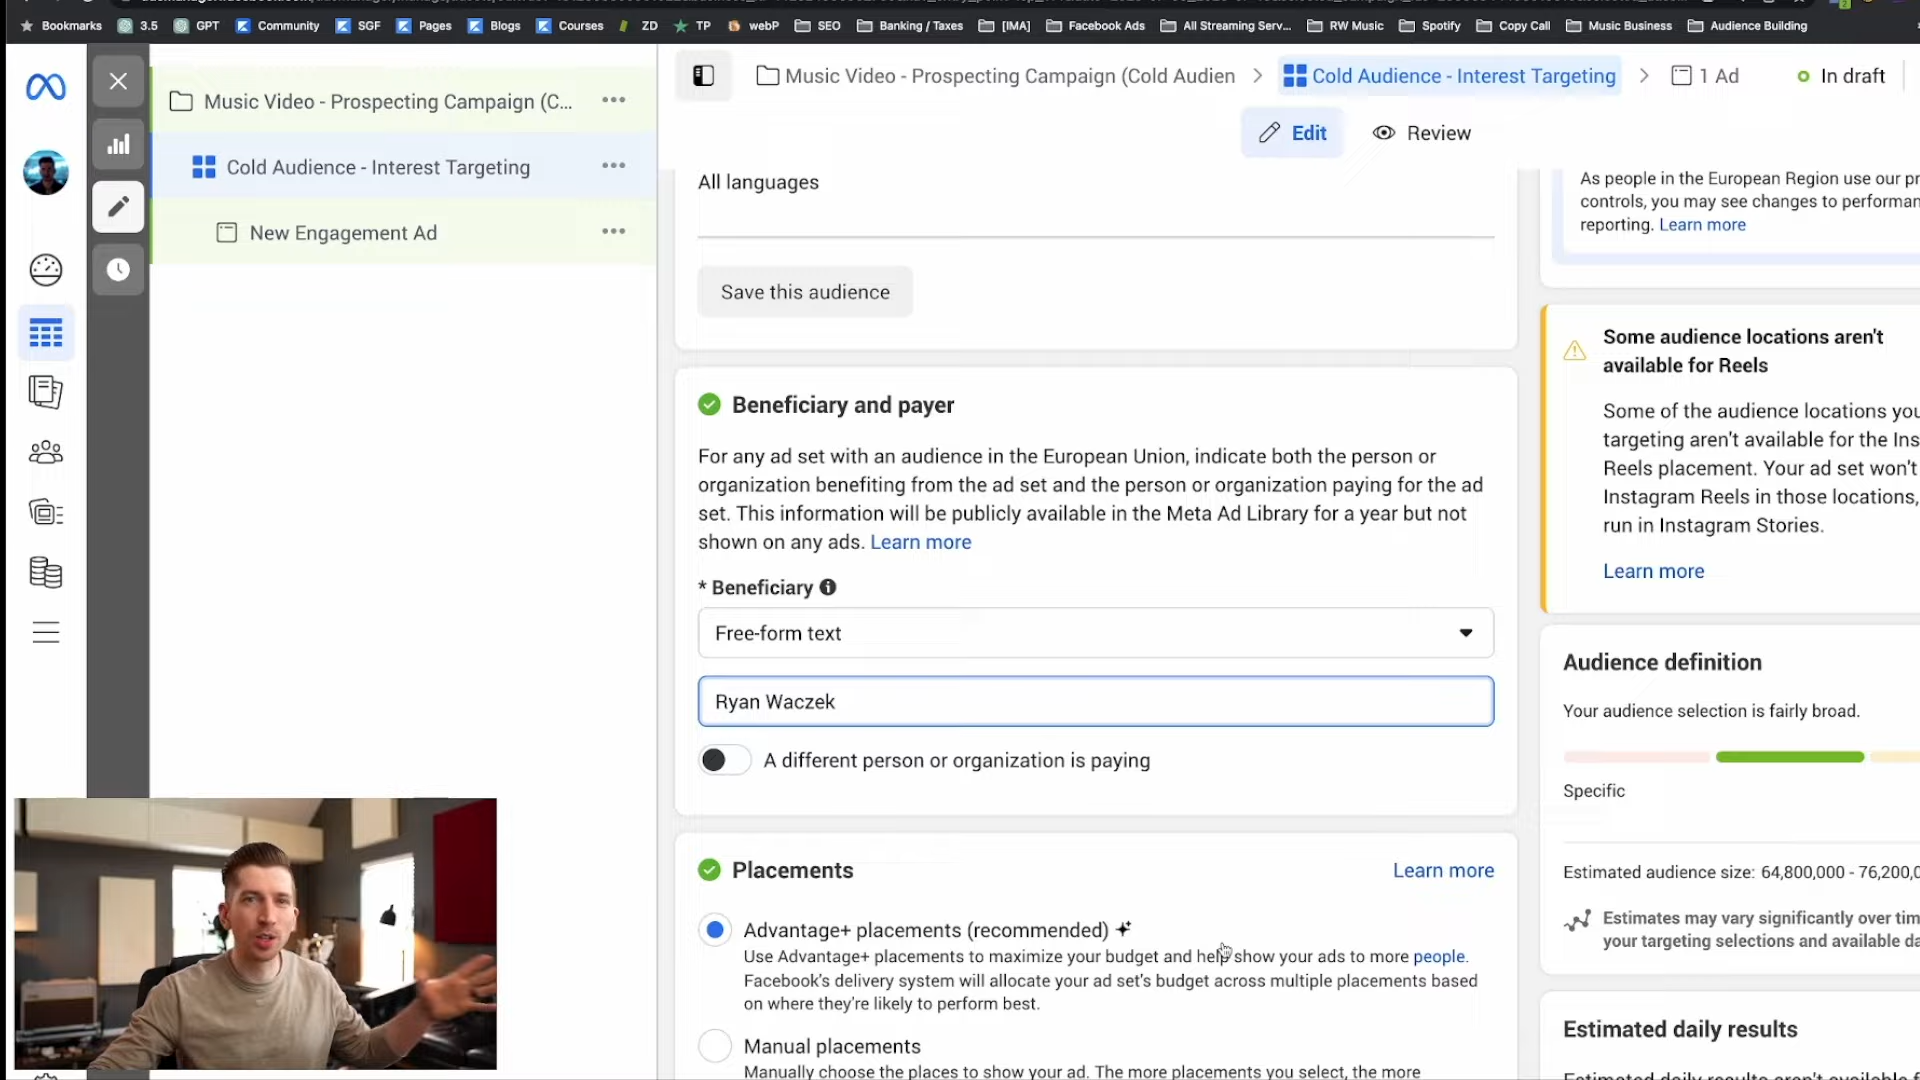 Bookmarks
3.5
GPT
Community
SGF
Pages
Blogs
Courses
ZD
TP
webP
SEO
Banking / Taxes
[IMA]
Facebook Ads
All Streaming Serv...
RW Music
Spotify
Copy Call
Music Business
Audience Building
Music Video - Prospecting Campaign (C...
Cold Audience - Interest Targeting
New Engagement Ad
Music Video - Prospecting Campaign (Cold Audien
Cold Audience - Interest Targeting
1 Ad
In draft
Edit
Review
All languages
Save this audience
Beneficiary and payer
For any ad set with an audience in the European Union, indicate both the person or
organization benefiting from the ad set and the person or organization paying for the ad
set. This information will be publicly available in the Meta Ad Library for a year but not
shown on any ads. Learn more
* Beneficiary
Free-form text
Ryan Waczek
A different person or organization is paying
Placements
Learn more
Advantage+ placements (recommended)
Use Advantage+ placements to maximize your budget and help show your ads to more people.
Facebook's delivery system will allocate your ad set's budget across multiple placements based
on where they're likely to perform best.
Manual placements
Manually choose the places to show your ad. The more placements you select, the more
As people in the European Region use our pr
controls, you may see changes to performan
reporting. Learn more
Some audience locations aren't
available for Reels
Some of the audience locations you
targeting aren't available for the Ins
Reels placement. Your ad set won't
Instagram Reels in those locations,
run in Instagram Stories.
Learn more
Audience definition
Your audience selection is fairly broad.
Specific
Estimated audience size: 64,800,000 - 76,200,0
Estimates may vary significantly over tim
your targeting selections and available da
Estimated daily results